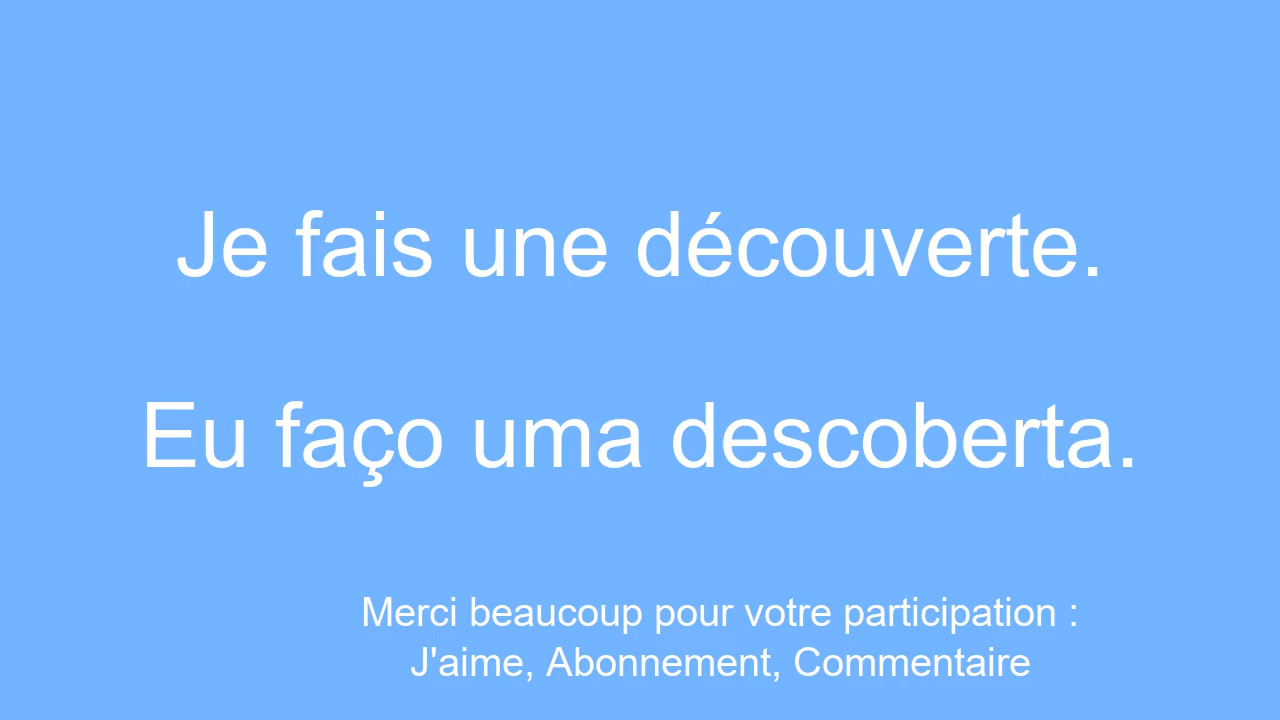 Je fais une découverte.
Eu faço uma descoberta.
Merci beaucoup pour votre participation :
J'aime, Abonnement, Commentaire